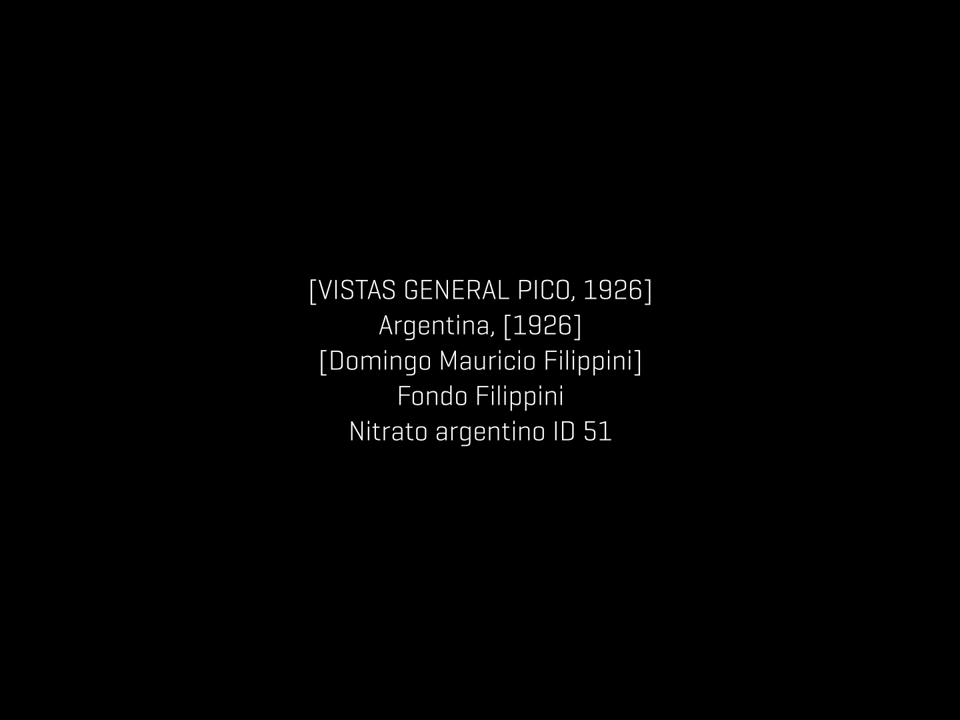 [VISTAS GENERAL PICO, 1926]
Argentina, [1926]
[Domingo Mauricio Filippini]
Fondo Filippini
Nitrato argentino ID 51